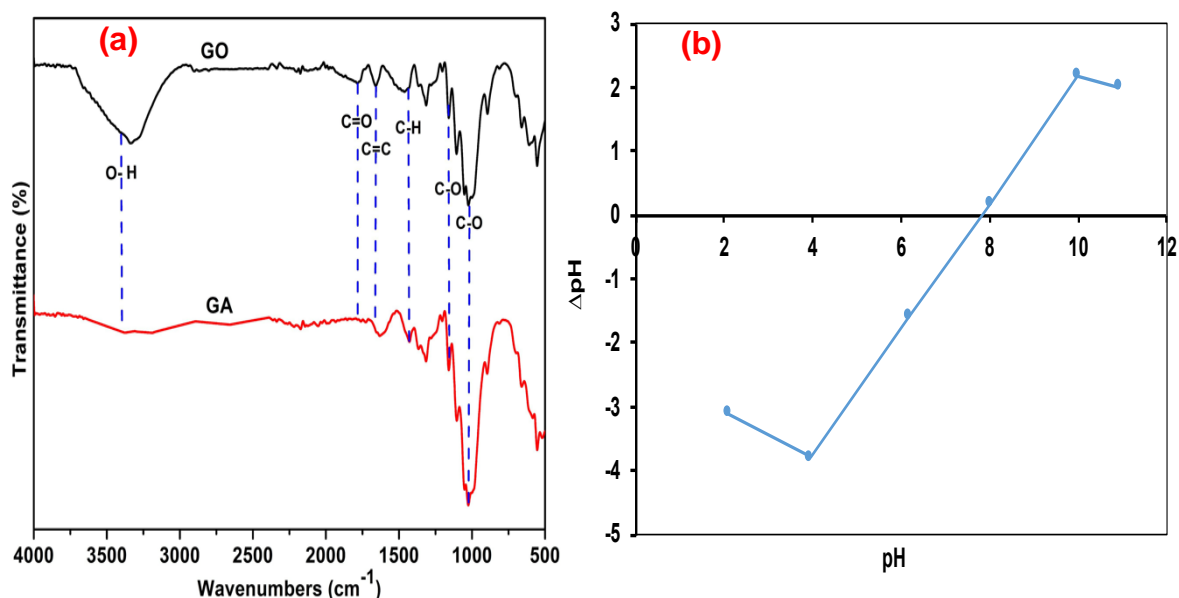 (a)
GO
O- H
C=O
C=C
C-H
C-O
C-O
GA
Transmittance (%)
4000 3500 3000 2500 2000 1500 1000 500
Wavenumbers (cm-1)
(b)
3
2
1
0
-1
-2
-3
-4
-5
0 2 4 6 8 10 12
ΔpH
pH